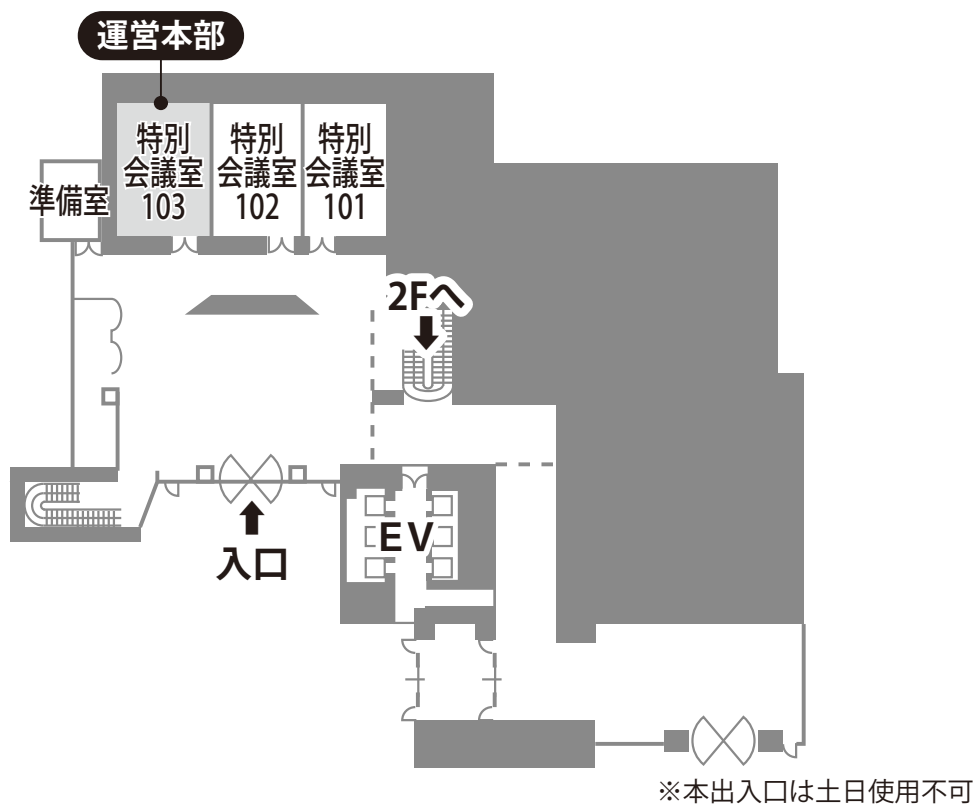 運営本部
特別
会議室
103
特別
会議室
102
特別
会議室
101
準備室
2Fへ
EV
入口
※本出入口は土日使用不可